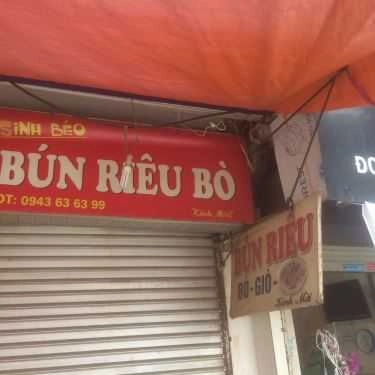 SINH BÉO
BÚN RIÊU BÒ
ĐT: 0943 63 63 99
Kính Mời
BÚN RIÊU
BÒ - GIÒ -
Kính Mời